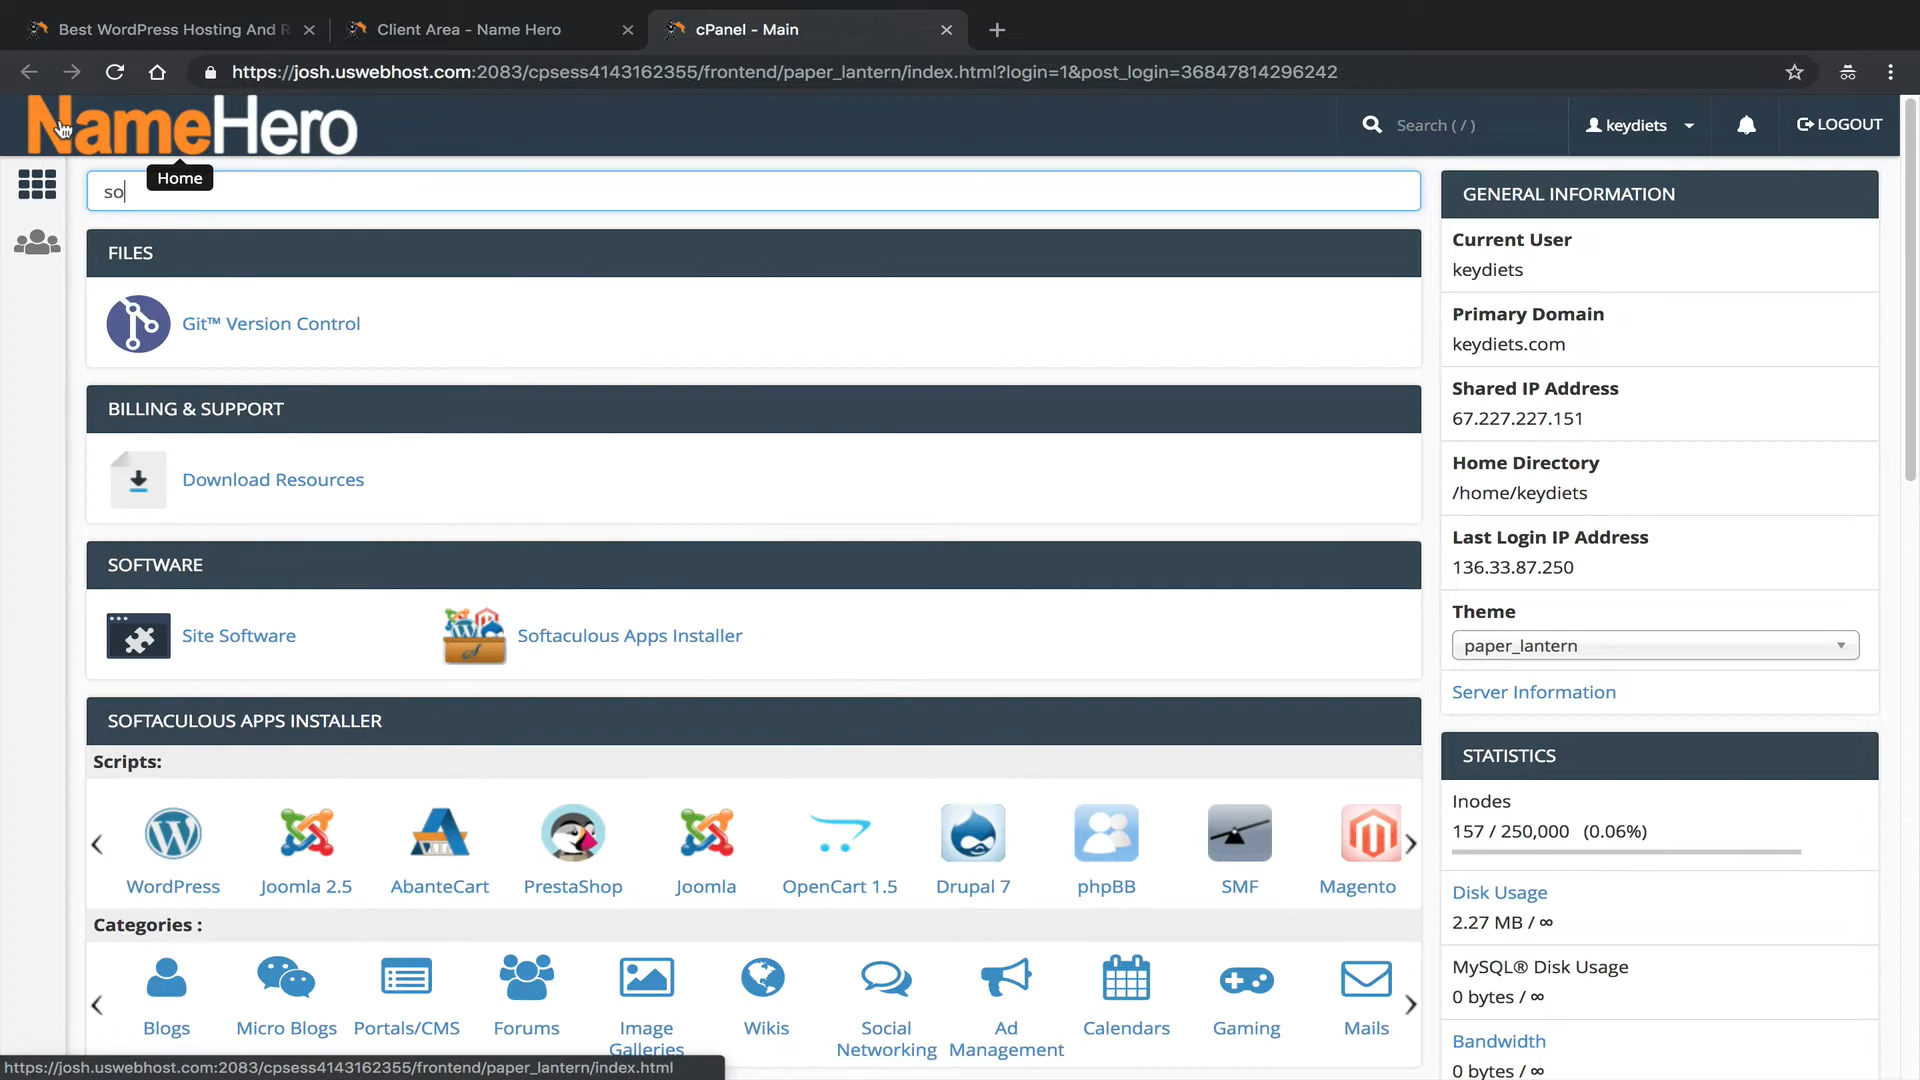 Best WordPress Hosting And R
Client Area - Name Hero
cPanel - Main
https://josh.uswebhost.com:2083/cpsess4143162355/frontend/paper_lantern/index.html?login=1&post_login=36847814296242
NameHero
Search ( / )
keydiets
LOGOUT
Home
so
FILES
Git™ Version Control
BILLING & SUPPORT
Download Resources
SOFTWARE
Site Software
Softaculous Apps Installer
SOFTACULOUS APPS INSTALLER
Scripts:
WordPress
Joomla 2.5
AbanteCart
PrestaShop
Joomla
OpenCart 1.5
Drupal 7
phpBB
SMF
Magento
Categories :
Blogs
Micro Blogs
Portals/CMS
Forums
Image
Galleries
Wikis
Social
Networking
Ad
Management
Calendars
Gaming
Mails
GENERAL INFORMATION
Current User
keydiets
Primary Domain
keydiets.com
Shared IP Address
67.227.227.151
Home Directory
/home/keydiets
Last Login IP Address
136.33.87.250
Theme
paper_lantern
Server Information
STATISTICS
Inodes
157 / 250,000 (0.06%)
Disk Usage
2.27 MB / ∞
MySQL® Disk Usage
0 bytes / ∞
Bandwidth
0 bytes / ∞
https://josh.uswebhost.com:2083/cpsess4143162355/frontend/paper_lantern/index.html